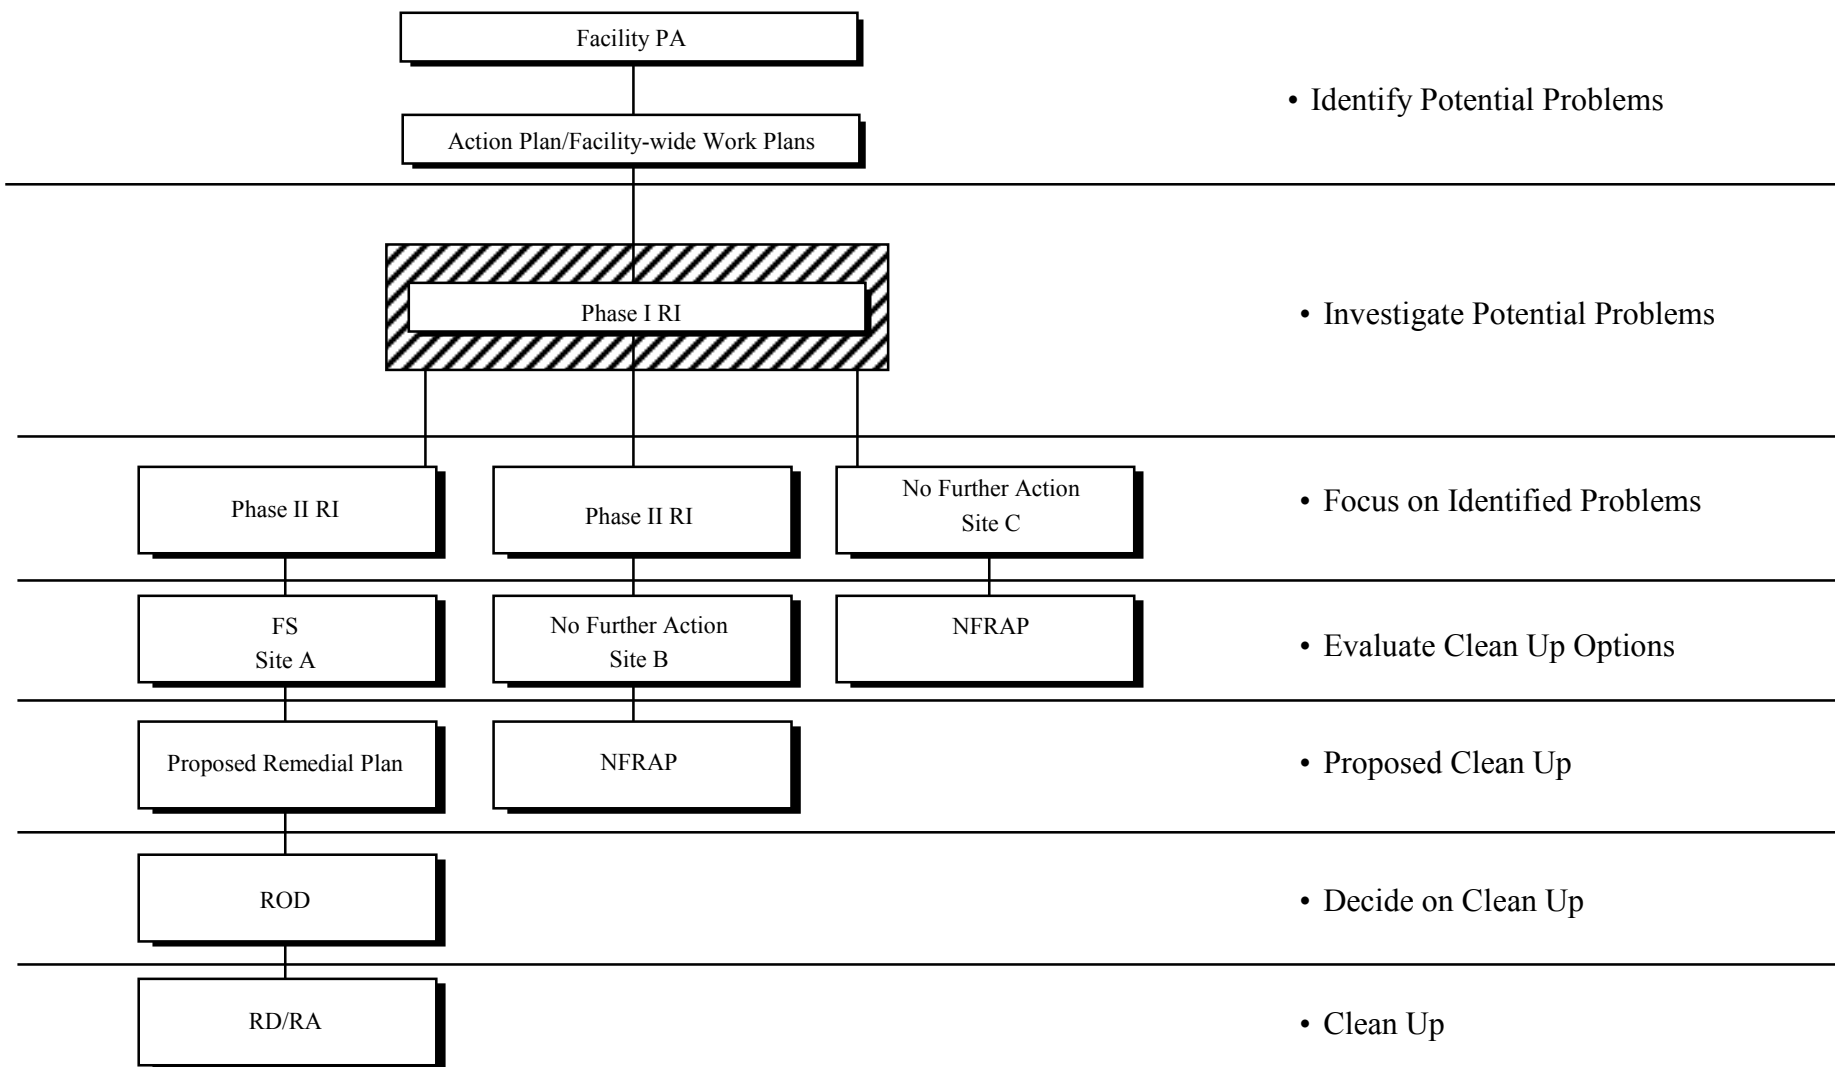 Facility PA
• Identify Potential Problems
Action Plan/Facility-wide Work Plans
Phase I RI
• Investigate Potential Problems
Phase II RI
Phase II RI
No Further Action
Site C
• Focus on Identified Problems
FS
Site A
No Further Action
Site B
NFRAP
• Evaluate Clean Up Options
Proposed Remedial Plan
NFRAP
• Proposed Clean Up
ROD
• Decide on Clean Up
RD/RA
• Clean Up